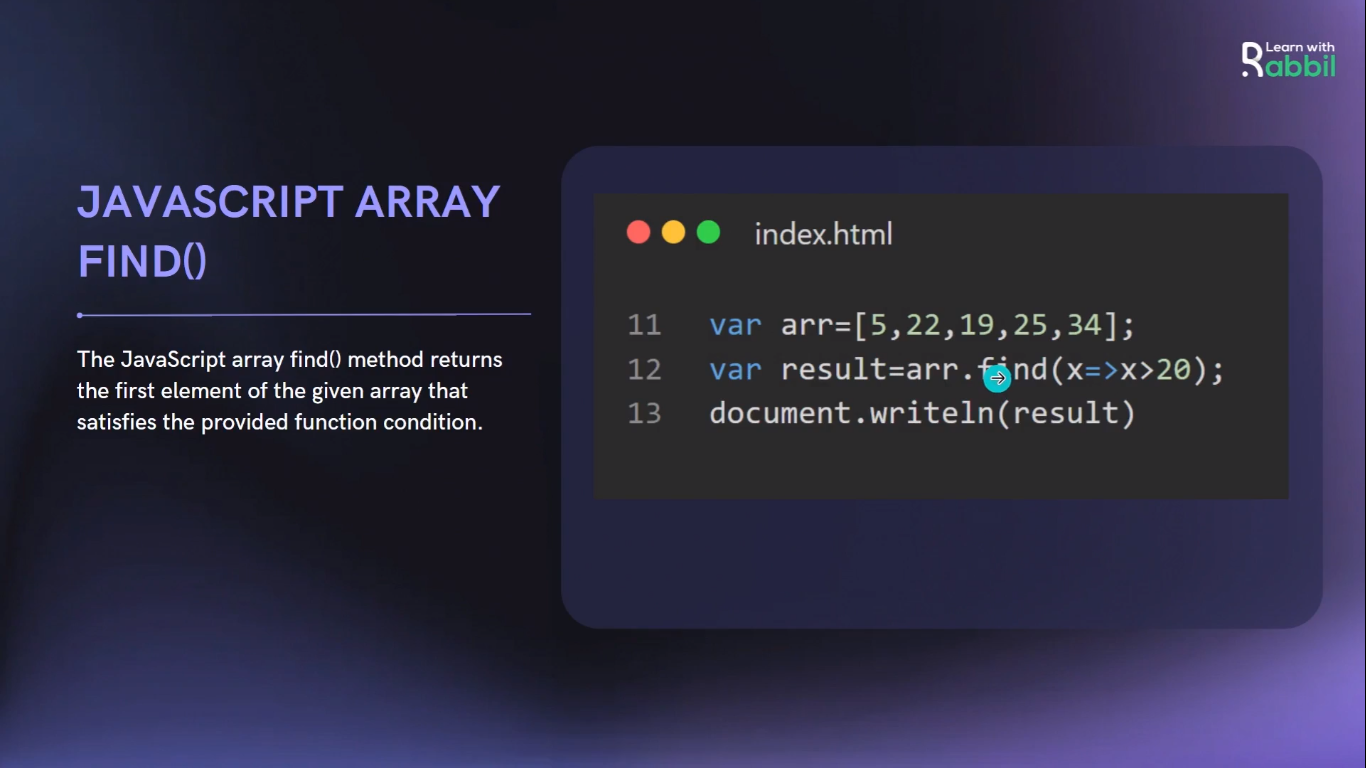 Learn with
Rabbil
JAVASCRIPT ARRAY
FIND()
The JavaScript array find() method returns
the first element of the given array that
satisfies the provided function condition.
index.html
11 var arr=[5,22,19,25,34];
12 var result=arr.find(x=>x>20);
13 document.writeln(result)